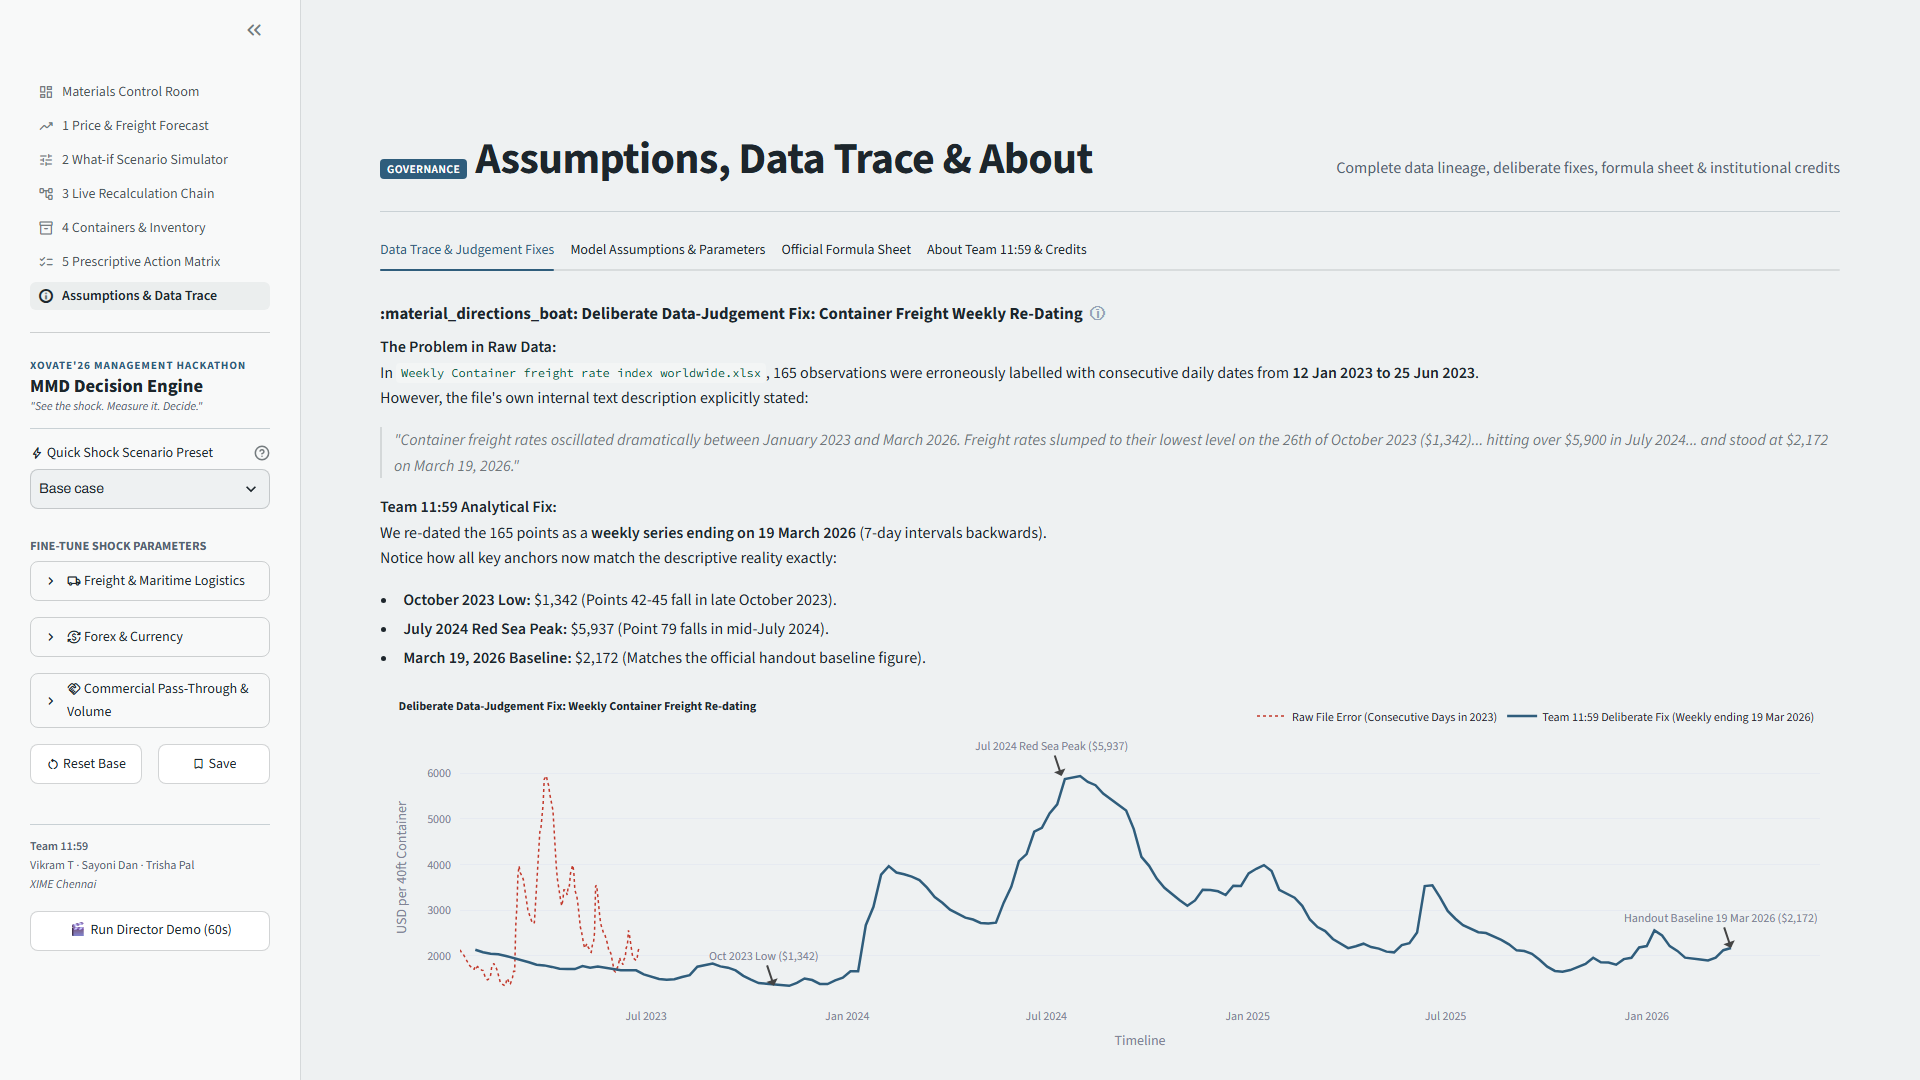 Materials Control Room
1 Price & Freight Forecast
2 What-if Scenario Simulator
3 Live Recalculation Chain
4 Containers & Inventory
5 Prescriptive Action Matrix
Assumptions & Data Trace
XOVATE'26 MANAGEMENT HACKATHON
MMD Decision Engine
"See the shock. Measure it. Decide."
Quick Shock Scenario Preset
Base case
FINE-TUNE SHOCK PARAMETERS
Freight & Maritime Logistics
Forex & Currency
Commercial Pass-Through &
Volume
Reset Base
Save
Team 11:59
Vikram T · Sayoni Dan · Trisha Pal
XIME Chennai
Run Director Demo (60s)
GOVERNANCE Assumptions, Data Trace & About
Complete data lineage, deliberate fixes, formula sheet & institutional credits
Data Trace & Judgement Fixes
Model Assumptions & Parameters
Official Formula Sheet
About Team 11:59 & Credits
:material_directions_boat: Deliberate Data-Judgement Fix: Container Freight Weekly Re-Dating
The Problem in Raw Data:
In Weekly Container freight rate index worldwide.xlsx , 165 observations were erroneously labelled with consecutive daily dates from 12 Jan 2023 to 25 Jun 2023.
However, the file's own internal text description explicitly stated:
"Container freight rates oscillated dramatically between January 2023 and March 2026. Freight rates slumped to their lowest level on the 26th of October 2023 ($1,342)... hitting over $5,900 in July 2024... and stood at $2,172
on March 19, 2026."
Team 11:59 Analytical Fix:
We re-dated the 165 points as a weekly series ending on 19 March 2026 (7-day intervals backwards).
Notice how all key anchors now match the descriptive reality exactly:
• October 2023 Low: $1,342 (Points 42-45 fall in late October 2023).
• July 2024 Red Sea Peak: $5,937 (Point 79 falls in mid-July 2024).
• March 19, 2026 Baseline: $2,172 (Matches the official handout baseline figure).
Deliberate Data-Judgement Fix: Weekly Container Freight Re-dating
Raw File Error (Consecutive Days in 2023)
Team 11:59 Deliberate Fix (Weekly ending 19 Mar 2026)
Jul 2024 Red Sea Peak ($5,937)
6000
5000
4000
3000
2000
USD per 40ft Container
Handout Baseline 19 Mar 2026 ($2,172)
Oct 2023 Low ($1,342)
Jul 2023
Jan 2024
Jul 2024
Jan 2025
Jul 2025
Jan 2026
Timeline